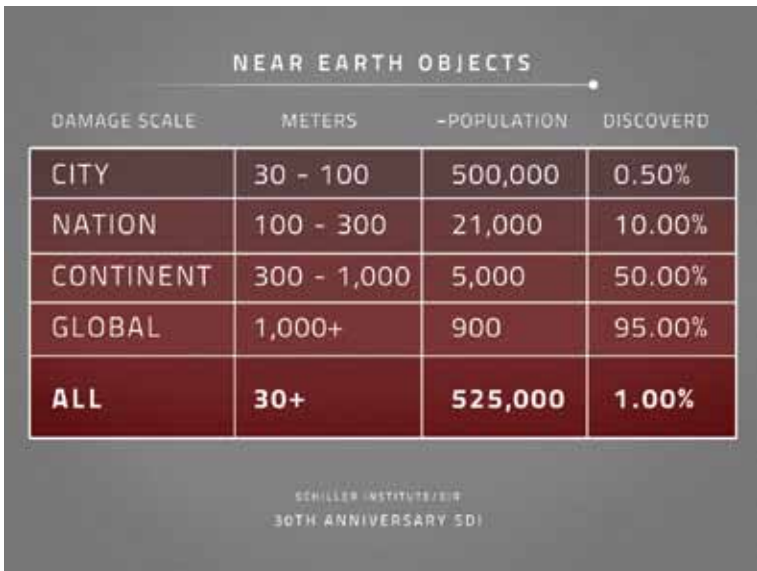 NEAR EARTH OBJECTS
DAMAGE SCALE METERS ~POPULATION DISCOVERD
CITY 30 - 100 500,000 0.50%
NATION 100 - 300 21,000 10.00%
CONTINENT 300 - 1,000 5,000 50.00%
GLOBAL 1,000+ 900 95.00%
ALL 30+ 525,000 1.00%
SCHILLER INSTITUTE/EIR
30TH ANNIVERSARY SDI